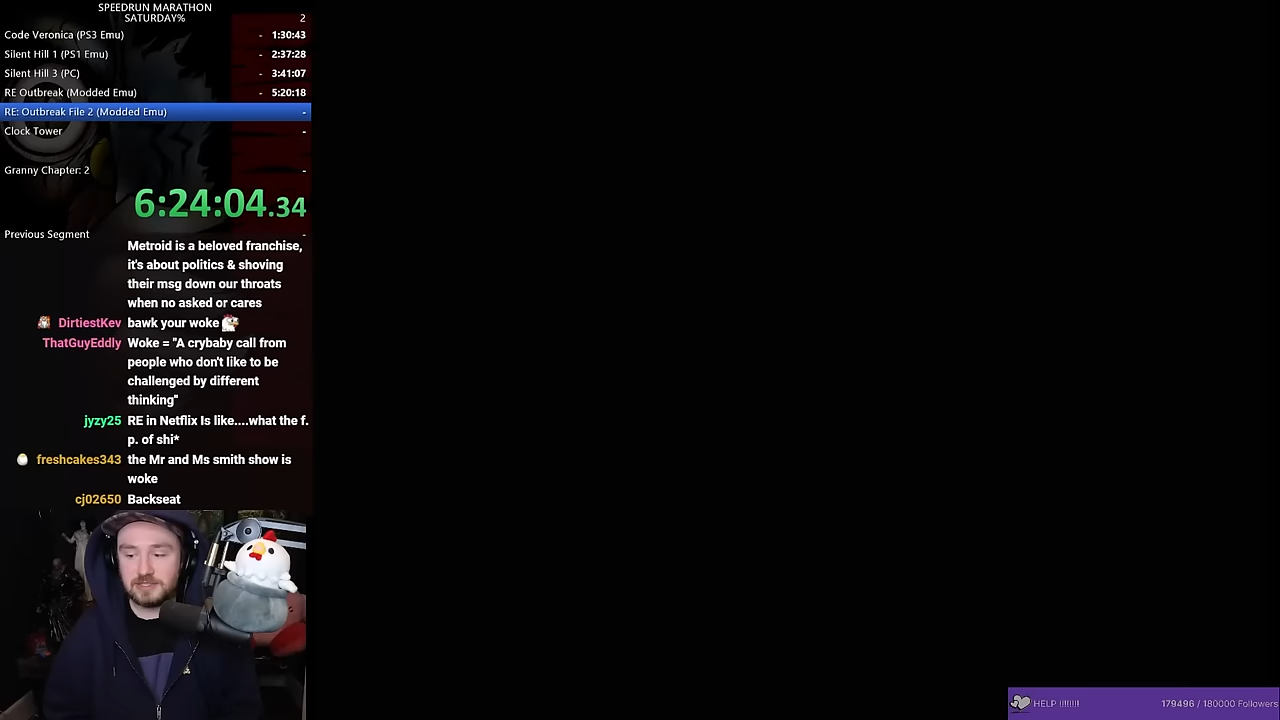 SPEEDRUN MARATHON
SATURDAY%
2
Code Veronica (PS3 Emu) - 1:30:43
Silent Hill 1 (PS1 Emu) - 2:37:28
Silent Hill 3 (PC) - 3:41:07
RE Outbreak (Modded Emu) - 5:20:18
RE: Outbreak File 2 (Modded Emu) -
Clock Tower -
Granny Chapter: 2 -
6:24:04.34
Previous Segment -
Metroid is a beloved franchise,
it's about politics & shoving
their msg down our throats
when no asked or cares
DirtiestKev bawk your woke
ThatGuyEddly Woke = "A crybaby call from
people who don't like to be
challenged by different
thinking"
jyzy25 RE in Netflix Is like....what the f.
p. of shi*
freshcakes343 the Mr and Ms smith show is
woke
cj02650 Backseat
HELP !!!!!!! 179496 / 180000 Followers